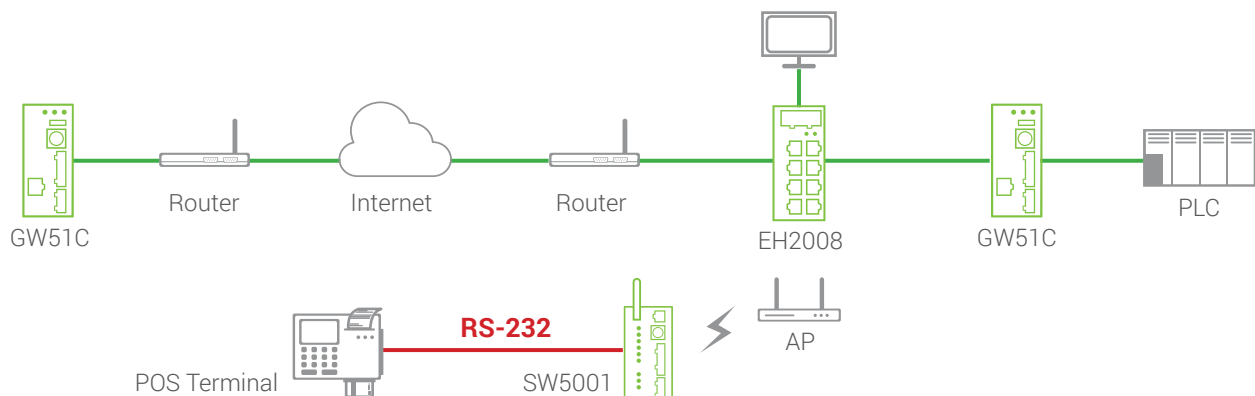 Router
Internet
Router
PLC
GW51C
EH2008
GW51C
RS-232
AP
POS Terminal
SW5001